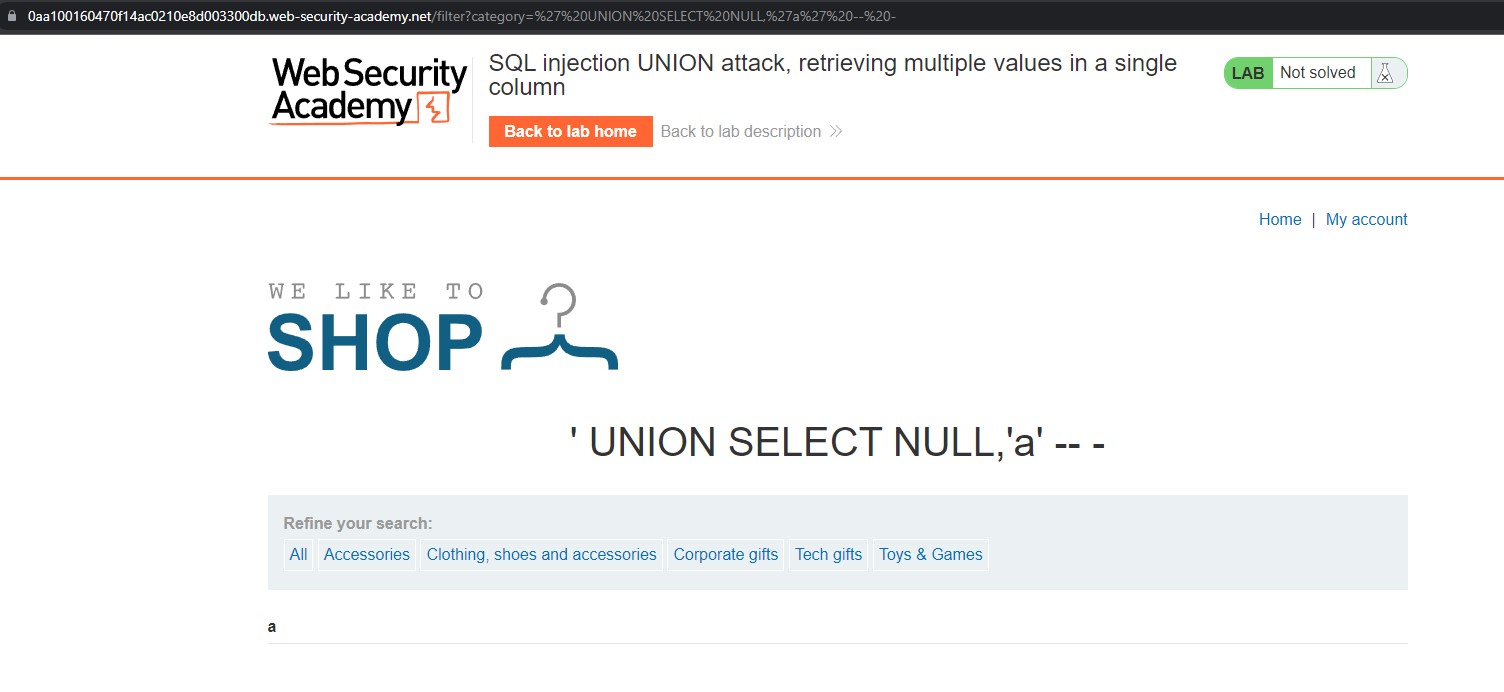 0aa100160470f14ac0210e8d003300db.web-security-academy.net/filter?category=%27%20UNION%20SELECT%20NULL,%27a%27%20--%20-
WebSecurity
Academy
SQL injection UNION attack, retrieving multiple values in a single
column
Back to lab home
Back to lab description
LAB
Not solved
Home | My account
WE LIKE TO
SHOP
' UNION SELECT NULL,'a' -- -
Refine your search:
All
Accessories
Clothing, shoes and accessories
Corporate gifts
Tech gifts
Toys & Games
a